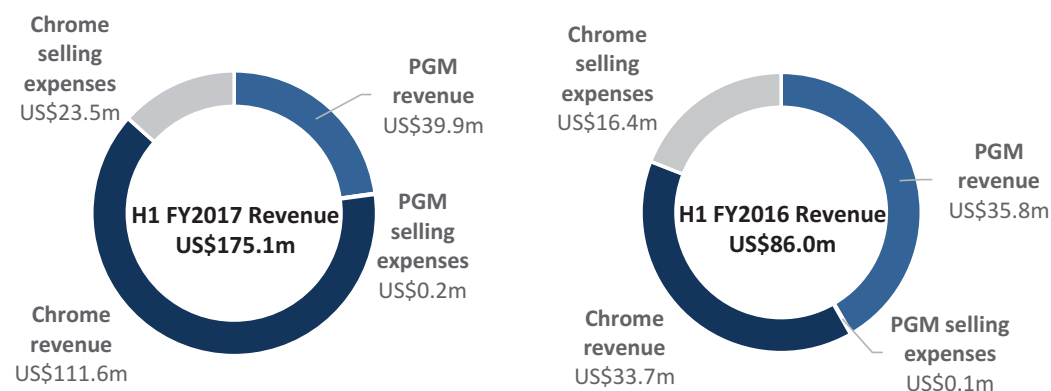 Chrome
selling
expenses
US$23.5m
PGM
revenue
US$39.9m
H1 FY2017 Revenue
US$175.1m
PGM
selling
expenses
US$0.2m
Chrome
revenue
US$111.6m
Chrome
selling
expenses
US$16.4m
PGM
revenue
US$35.8m
H1 FY2016 Revenue
US$86.0m
Chrome
revenue
US$33.7m
PGM selling
expenses
US$0.1m